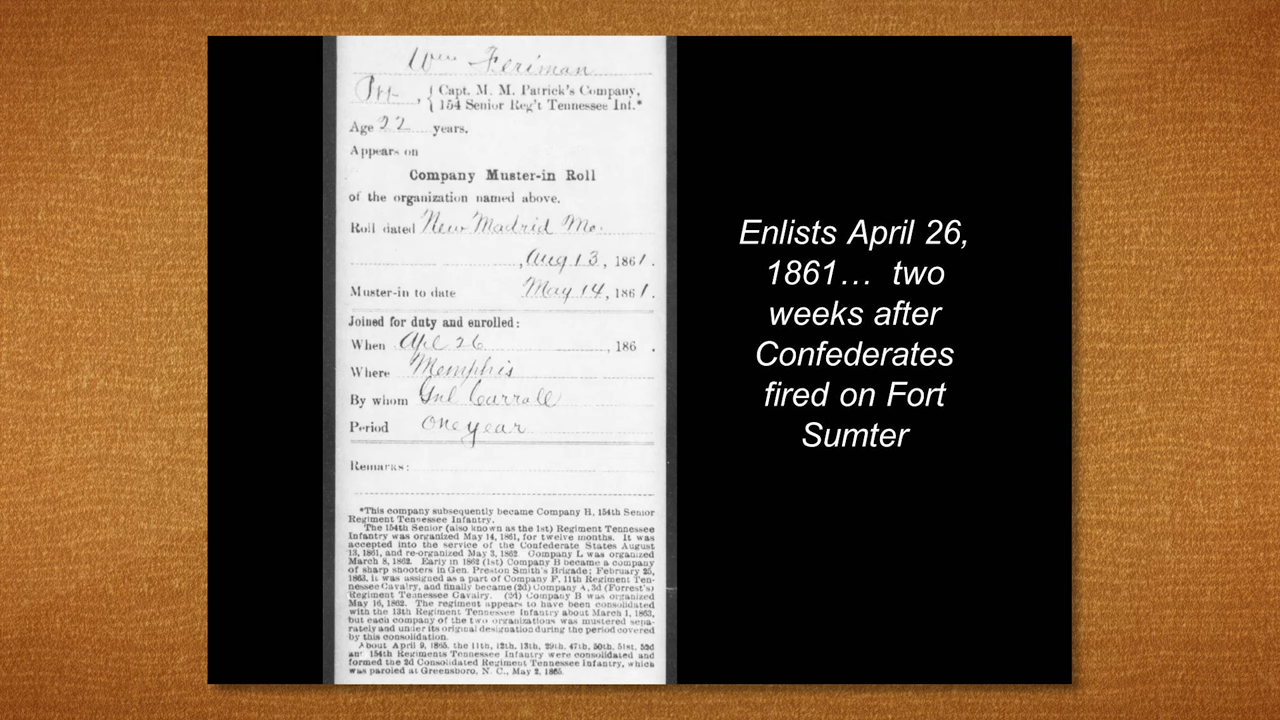 Wm Feriman
Prt , { Capt. M. M. Patrick's Company,
154 Senior Reg't Tennessee Inf.*
Age 22 years.
Appears on
Company Muster-in Roll
of the organization named above.
Roll dated New Madrid Mo.
, Aug 13, 1861.
Muster-in to date May 14, 1861.
Joined for duty and enrolled:
When Apl 26 , 186 .
Where Memphis
By whom Gnl Carroll
Period one year
Remarks:
*This company subsequently became Company H, 154th Senior
Regiment Tennessee Infantry.
The 154th Senior (also known as the 1st) Regiment Tennessee
Infantry was organized May 14, 1861, for twelve months. It was
accepted into the service of the Confederate States August
13, 1861, and re-organized May 3, 1862. Company L was organized
March 8, 1862. Early in 1862 (1st) Company B became a company
of sharp shooters in Gen. Preston Smith's Brigade; February 25,
1863, it was assigned as a part of Company F, 11th Regiment Ten-
nessee Cavalry, and finally became (2d) Company A, 3d (Forrest's)
Regiment Tennessee Cavalry. (2d) Company B was organized
May 16, 1862. The regiment appears to have been consolidated
with the 13th Regiment Tennessee Infantry about March 1, 1863,
but each company of the two organizations was mustered sepa-
rately and under its original designation during the period covered
by this consolidation.
About April 9, 1865, the 11th, 12th, 13th, 29th, 47th, 50th, 51st, 52d
and 154th Regiments Tennessee Infantry were consolidated and
formed the 2d Consolidated Regiment Tennessee Infantry, which
was paroled at Greensboro, N. C., May 2, 1865.
Enlists April 26,
1861… two
weeks after
Confederates
fired on Fort
Sumter